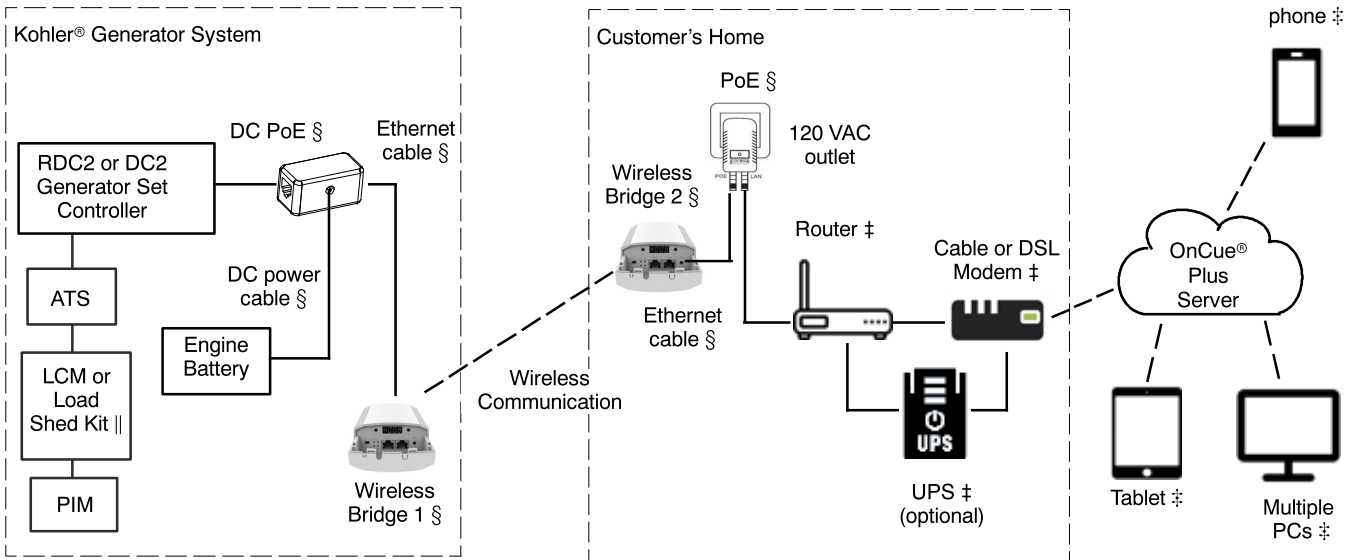 Kohler® Generator System
DC PoE §
Ethernet
cable §
RDC2 or DC2
Generator Set
Controller
ATS
DC power
cable §
Engine
Battery
LCM or
Load
Shed Kit ||
PIM
Wireless
Bridge 1 §
Wireless
Communication
Customer's Home
PoE §
120 VAC
outlet
POE
LAN
Wireless
Bridge 2 §
Ethernet
cable §
Router ‡
Cable or DSL
Modem ‡
UPS
UPS ‡
(optional)
phone ‡
OnCue®
Plus
Server
Tablet ‡
Multiple
PCs ‡